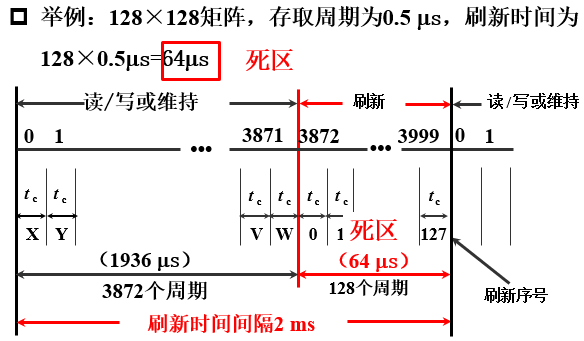 举例：128×128矩阵，存取周期为0.5 μs，刷新时间为
128×0.5μs=64μs 死区
读/写或维持 刷新 读/写或维持
0 1 ••• 3871 3872 ••• 3999 0 1
tc tc tc tc tc tc tc
X Y V W 0 1 死区 127
（1936 μs） （64 μs）
3872个周期 128个周期 刷新序号
刷新时间间隔2 ms